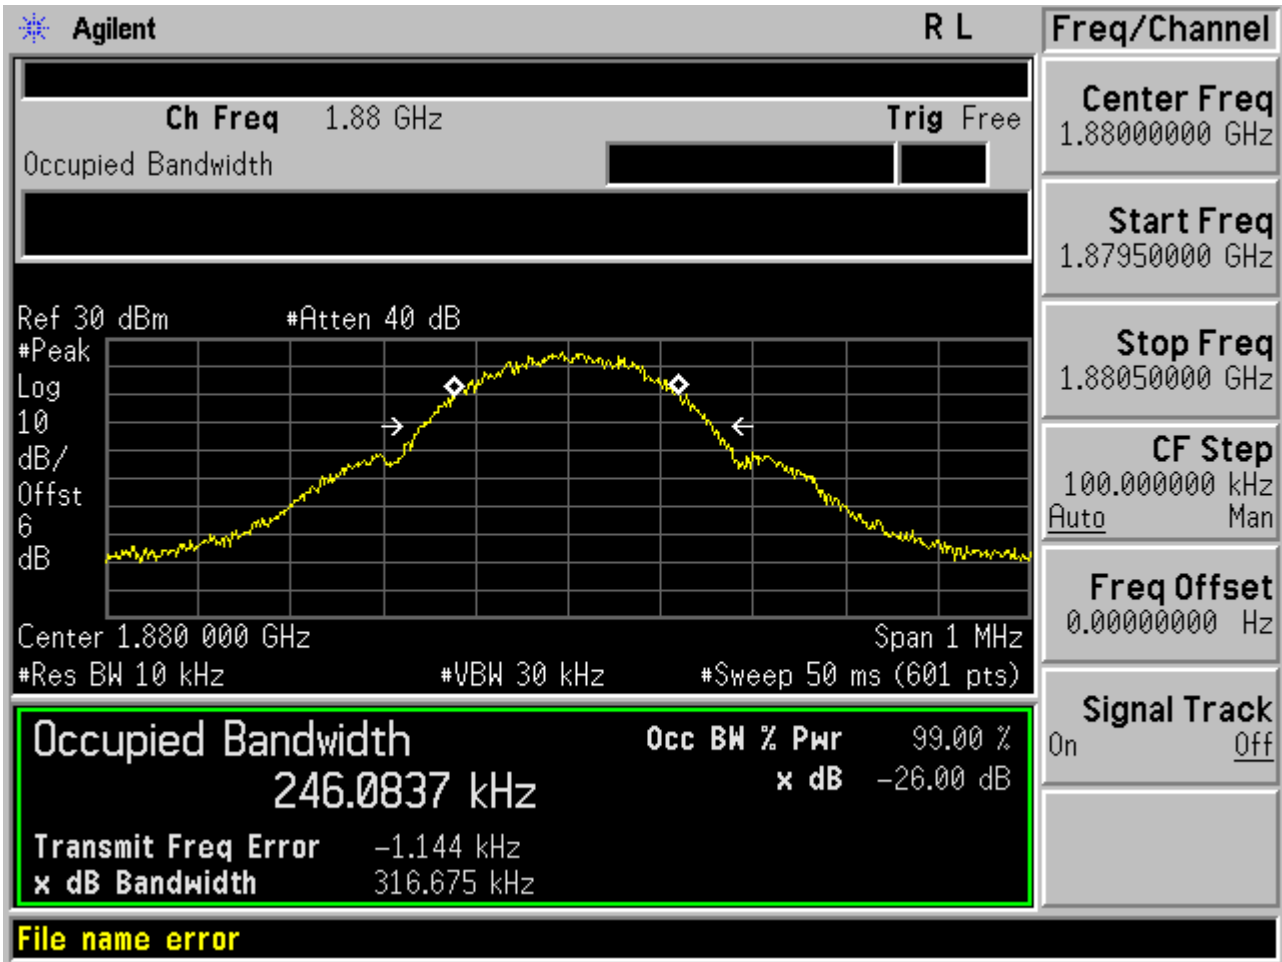 Agilent R L
Freq/Channel
Ch Freq 1.88 GHz Trig Free
Occupied Bandwidth
Center Freq
1.88000000 GHz
Start Freq
1.87950000 GHz
Stop Freq
1.88050000 GHz
CF Step
100.000000 kHz
Auto Man
Freq Offset
0.00000000 Hz
Signal Track
On Off
Ref 30 dBm #Atten 40 dB
#Peak
Log
10
dB/
Offst
6
dB
Center 1.880 000 GHz Span 1 MHz
#Res BW 10 kHz #VBW 30 kHz #Sweep 50 ms (601 pts)
Occupied Bandwidth
246.0837 kHz
Occ BW % Pwr 99.00 %
x dB -26.00 dB
Transmit Freq Error -1.144 kHz
x dB Bandwidth 316.675 kHz
File name error